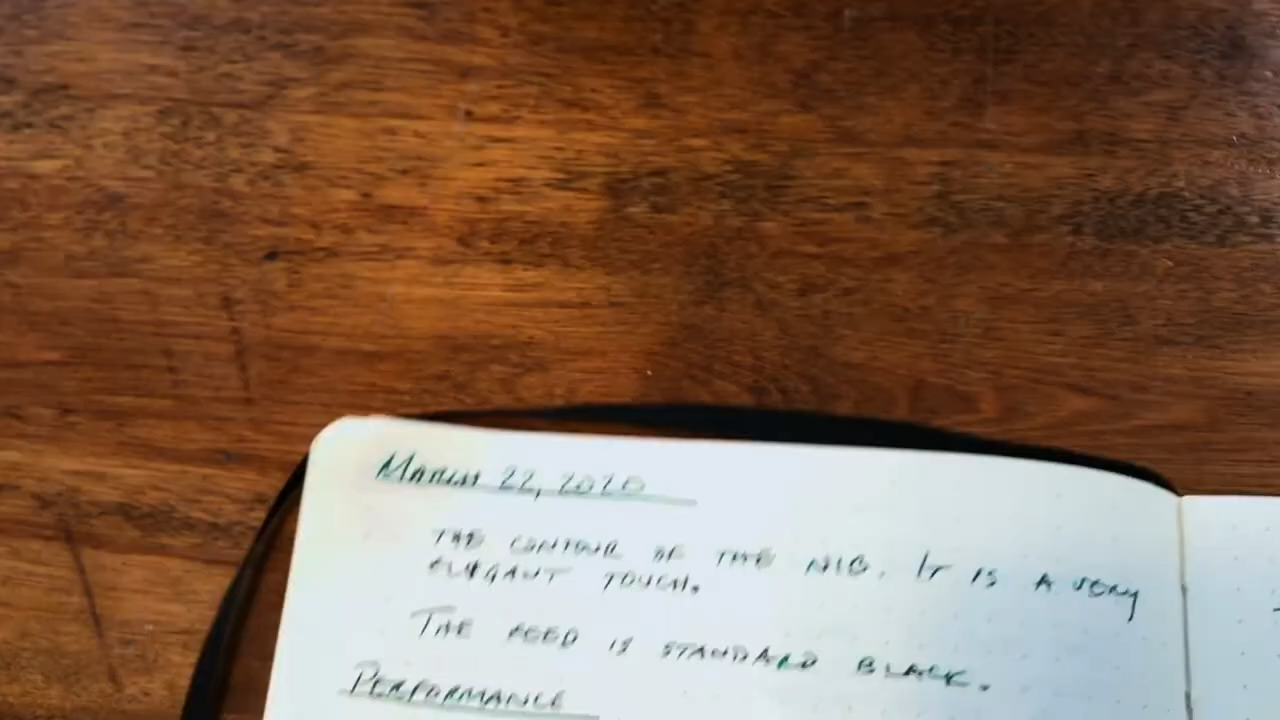 March 22, 2020
THE CONTOUR OF THE NIB. IT IS A VERY
ELEGANT TOUCH.
THE FEED IS STANDARD BLACK.
PERFORMANCE